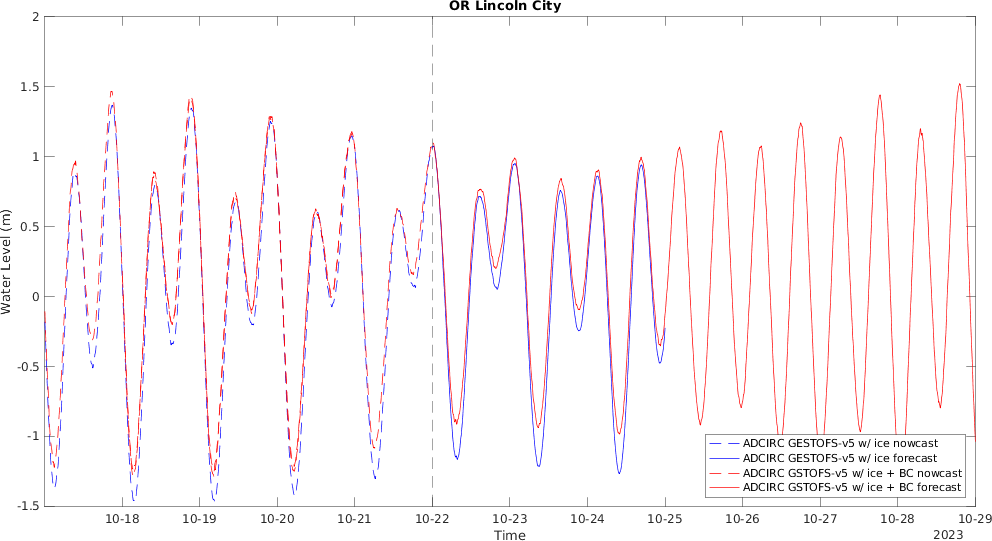 OR Lincoln City
2
1.5
1
0.5
0
-0.5
-1
-1.5
Water Level (m)
ADCIRC GESTOFS-v5 w/ ice nowcast
ADCIRC GESTOFS-v5 w/ ice forecast
ADCIRC GSTOFS-v5 w/ ice + BC nowcast
ADCIRC GSTOFS-v5 w/ ice + BC forecast
10-18 10-19 10-20 10-21 10-22 10-23 10-24 10-25 10-26 10-27 10-28 10-29
Time
2023